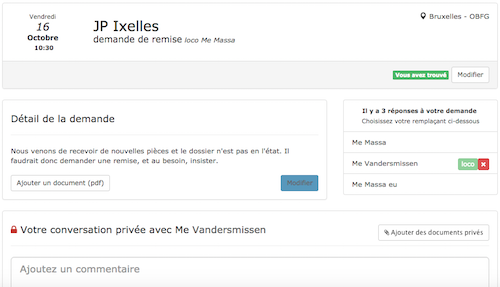 Vendredi
16
Octobre
10:30
JP Ixelles
demande de remise loco Me Massa
Bruxelles - OBFG
Vous avez trouvé
Modifier
Détail de la demande
Nous venons de recevoir de nouvelles pièces et le dossier n'est pas en l'état. Il
faudrait donc demander une remise, et au besoin, insister.
Ajouter un document (pdf)
Modifier
Il y a 3 réponses à votre demande
Choisissez votre remplaçant ci-dessous
Me Massa
Me Vandersmissen
loco
Me Massa eu
Votre conversation privée avec Me Vandersmissen
Ajouter des documents privés
Ajoutez un commentaire